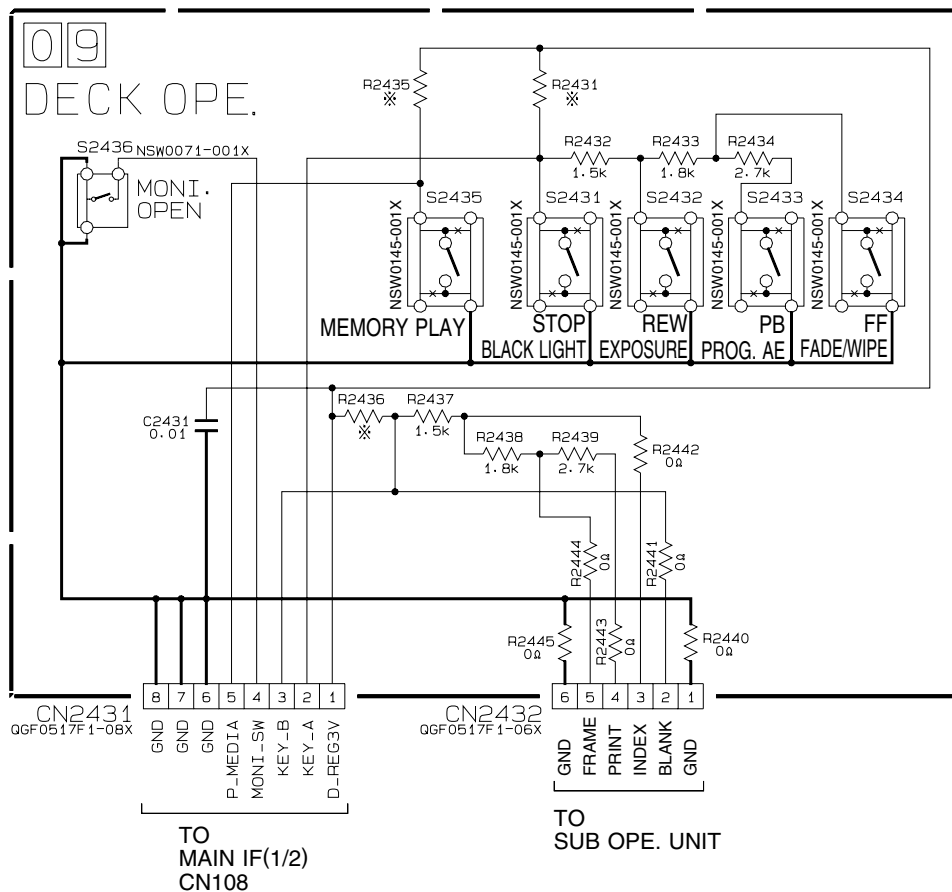 09
DECK OPE.
R2435
※
R2431
※
R2432
1.5k
R2433
1.8k
R2434
2.7k
S2436 NSW0071-001X
MONI.
OPEN
S2435
NSW0145-001X
S2431
NSW0145-001X
S2432
NSW0145-001X
S2433
NSW0145-001X
S2434
NSW0145-001X
MEMORY PLAY
STOP
BLACK LIGHT
REW
EXPOSURE
PB
PROG. AE
FF
FADE/WIPE
C2431
0.01
R2436
※
R2437
1.5k
R2438
1.8k
R2439
2.7k
R2442
0Ω
R2444
0Ω
R2441
0Ω
R2445
0Ω
R2443
0Ω
R2440
0Ω
8 7 6 5 4 3 2 1
CN2431
QGF0517F1-08X
GND
GND
GND
P_MEDIA
MONI_SW
KEY_B
KEY_A
D_REG3V
TO
MAIN IF(1/2)
CN108
6 5 4 3 2 1
CN2432
QGF0517F1-06X
GND
FRAME
PRINT
INDEX
BLANK
GND
TO
SUB OPE. UNIT